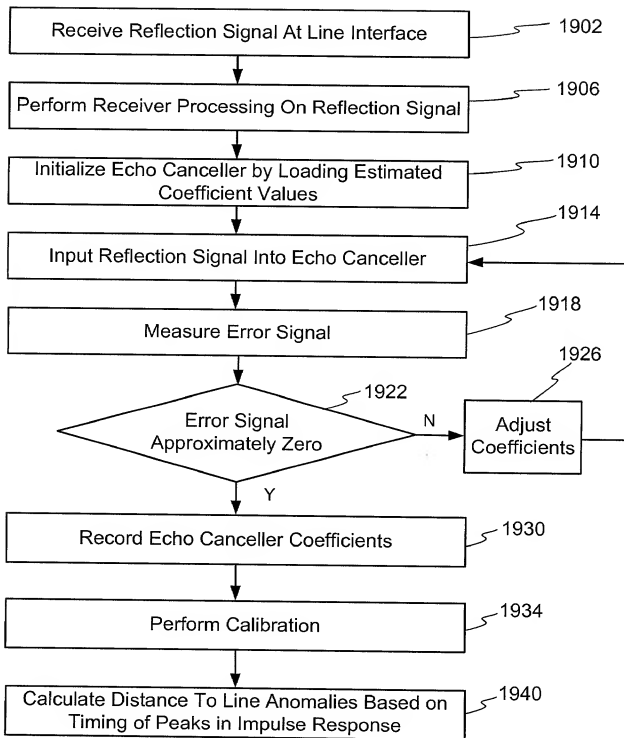 Receive Reflection Signal At Line Interface
1902
Perform Receiver Processing On Reflection Signal
1906
Initialize Echo Canceller by Loading Estimated
Coefficient Values
1910
Input Reflection Signal Into Echo Canceller
1914
Measure Error Signal
1918
Error Signal
Approximately Zero
1922
N
Adjust
Coefficients
1926
Y
Record Echo Canceller Coefficients
1930
Perform Calibration
1934
Calculate Distance To Line Anomalies Based on
Timing of Peaks in Impulse Response
1940